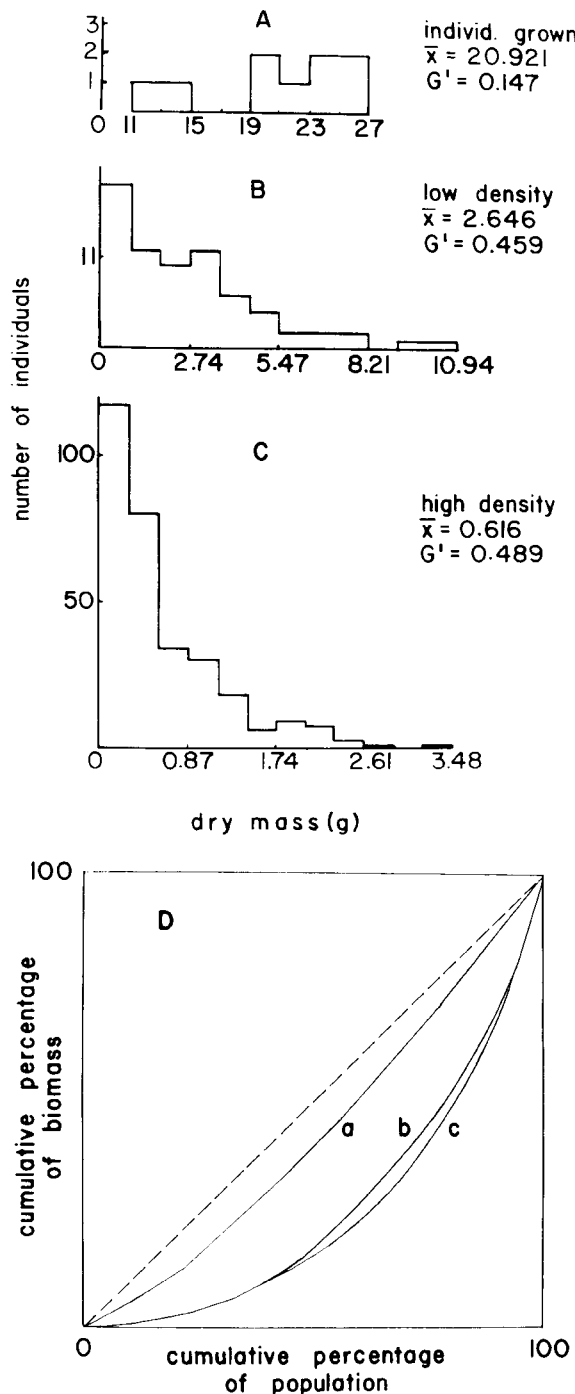 A
individ. grown
x̄ = 20.921
G' = 0.147
3
2
1
0
11 15 19 23 27
B
low density
x̄ = 2.646
G' = 0.459
11
0 2.74 5.47 8.21 10.94
number of individuals
C
high density
x̄ = 0.616
G' = 0.489
100
50
0 0.87 1.74 2.61 3.48
dry mass (g)
100
D
cumulative percentage
of biomass
a b c
0 100
cumulative percentage
of population